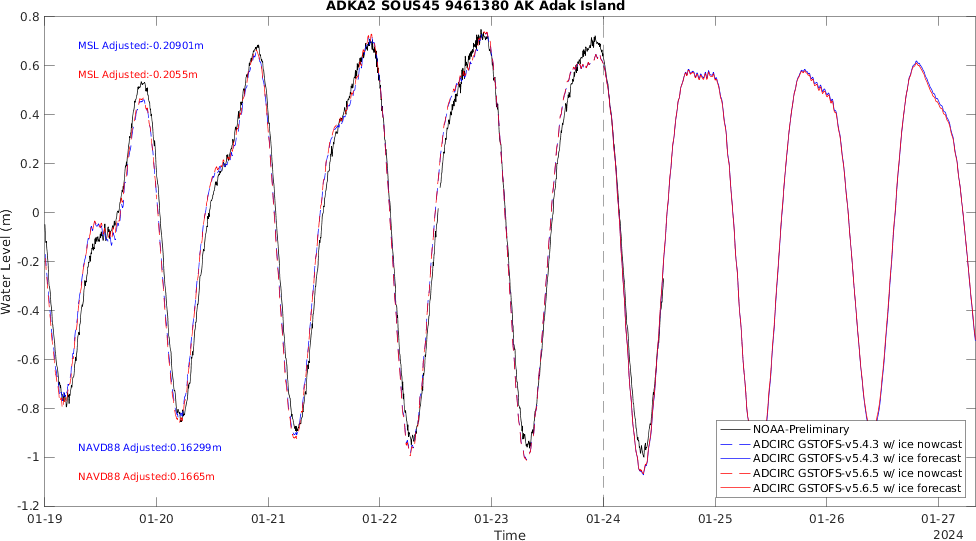 ADKA2 SOUS45 9461380 AK Adak Island
0.8
0.6
0.4
0.2
0
-0.2
-0.4
-0.6
-0.8
-1
-1.2
Water Level (m)
MSL Adjusted:-0.20901m
MSL Adjusted:-0.2055m
NAVD88 Adjusted:0.16299m
NAVD88 Adjusted:0.1665m
NOAA-Preliminary
ADCIRC GSTOFS-v5.4.3 w/ ice nowcast
ADCIRC GSTOFS-v5.4.3 w/ ice forecast
ADCIRC GSTOFS-v5.6.5 w/ ice nowcast
ADCIRC GSTOFS-v5.6.5 w/ ice forecast
01-19 01-20 01-21 01-22 01-23 01-24 01-25 01-26 01-27
Time
2024